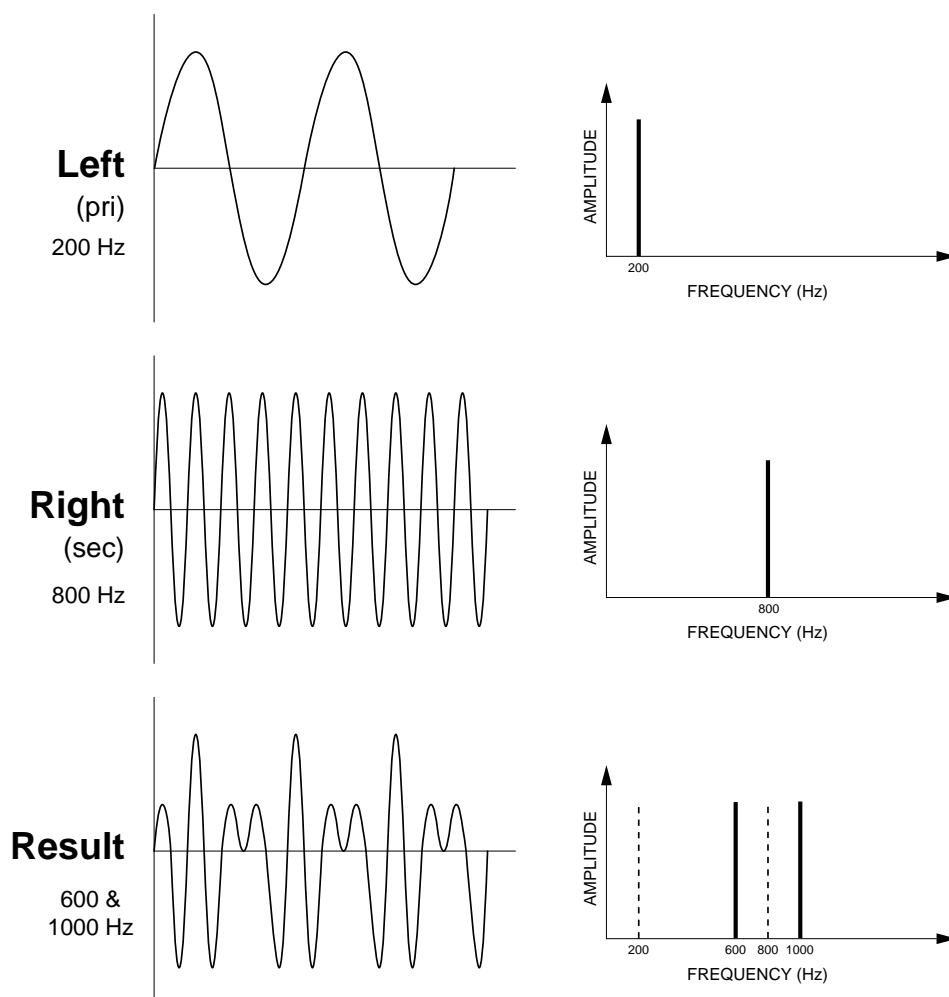 Left
(pri)
200 Hz
AMPLITUDE
200
FREQUENCY (Hz)
Right
(sec)
800 Hz
AMPLITUDE
800
FREQUENCY (Hz)
Result
600 &
1000 Hz
AMPLITUDE
200 600 800 1000
FREQUENCY (Hz)